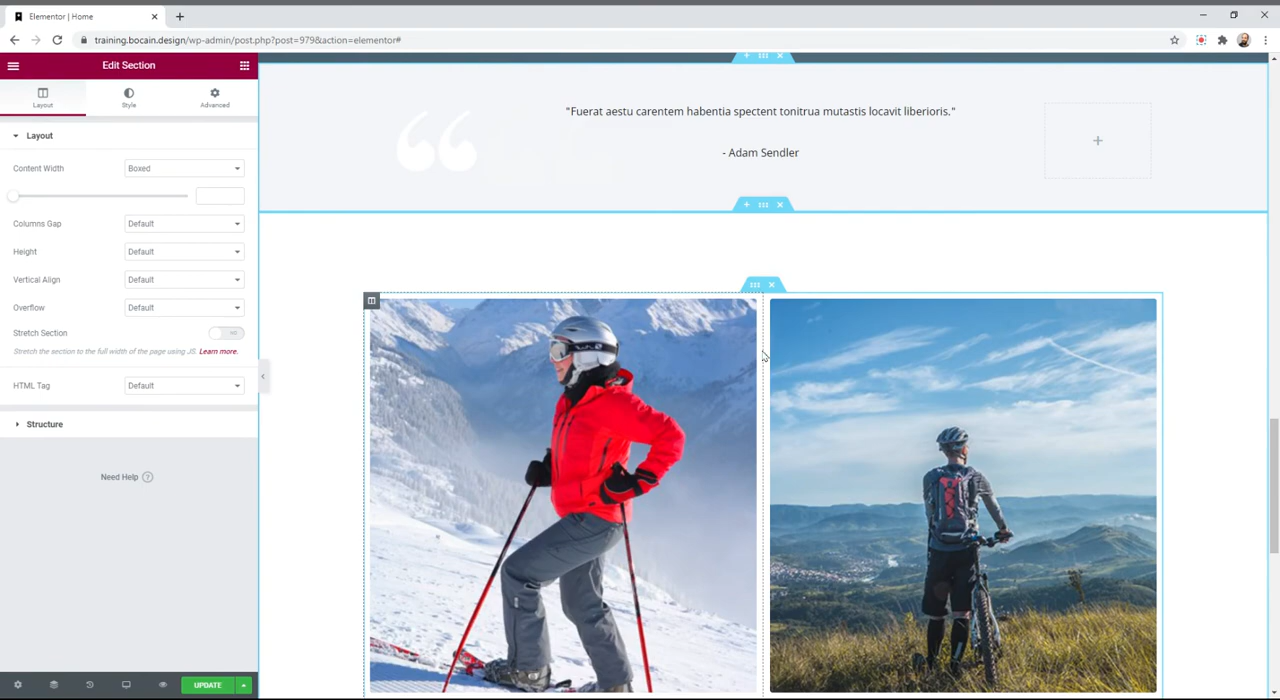 Elementor | Home
training.bocain.design/wp-admin/post.php?post=979&action=elementor#
Edit Section
Layout
Style
Advanced
Layout
Content Width
Boxed
Columns Gap
Default
Height
Default
Vertical Align
Default
Overflow
Default
Stretch Section
NO
Stretch the section to the full width of the page using JS. Learn more.
HTML Tag
Default
Structure
Need Help
UPDATE
"Fuerat aestu carentem habentia spectent tonitrua mutastis locavit liberioris."
- Adam Sendler